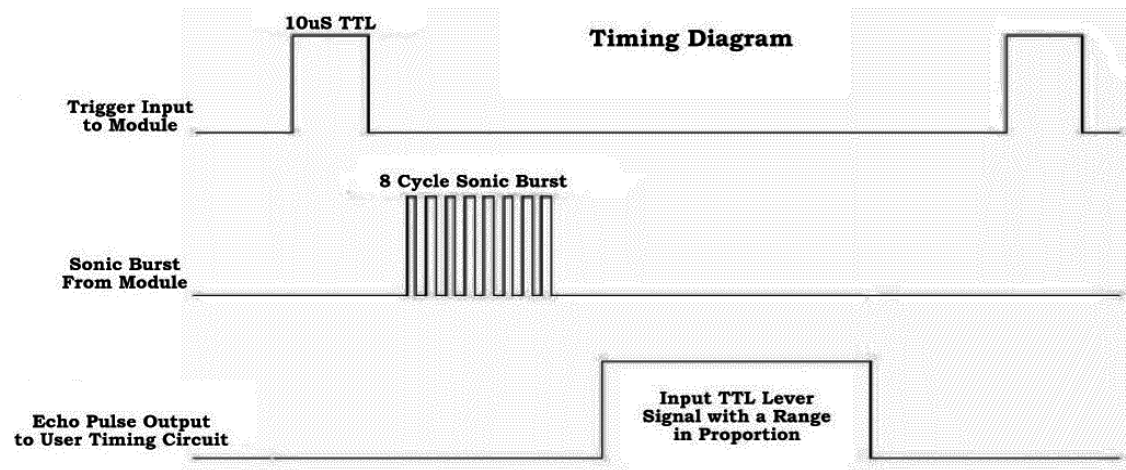 10uS TTL
Timing Diagram
Trigger Input
to Module
8 Cycle Sonic Burst
Sonic Burst
From Module
Input TTL Lever
Signal with a Range
in Proportion
Echo Pulse Output
to User Timing Circuit